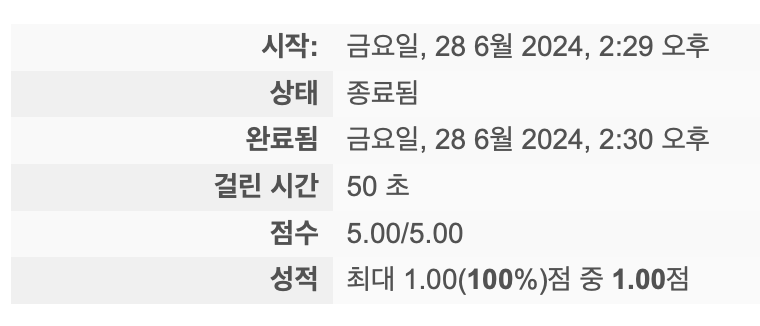 시작: 금요일, 28 6월 2024, 2:29 오후
상태 종료됨
완료됨 금요일, 28 6월 2024, 2:30 오후
걸린 시간 50 초
점수 5.00/5.00
성적 최대 1.00(100%)점 중 1.00점